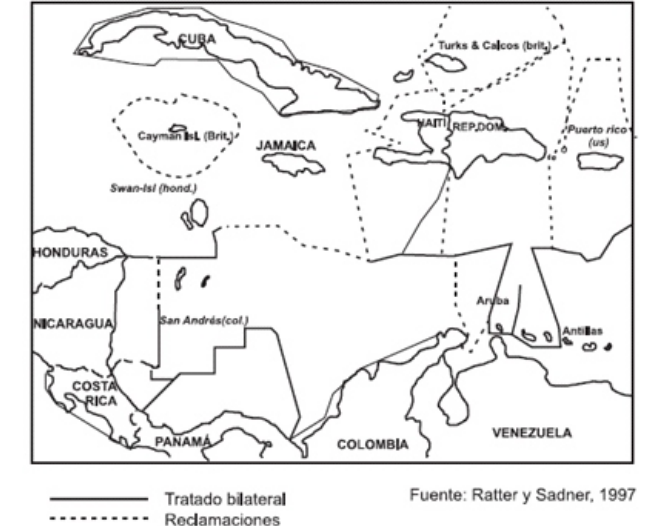 CUBA
Turks & Calcos (brit.)
HAITI
REP.DOM.
Puerto rico
(us)
Cayman Isl. (Brit.)
JAMAICA
Swan-Isl (hond.)
HONDURAS
NICARAGUA
San Andrés(col.)
Aruba
Antillas
COSTA
RICA
PANAMÁ
COLOMBIA
VENEZUELA
Tratado bilateral
Reclamaciones
Fuente: Ratter y Sadner, 1997